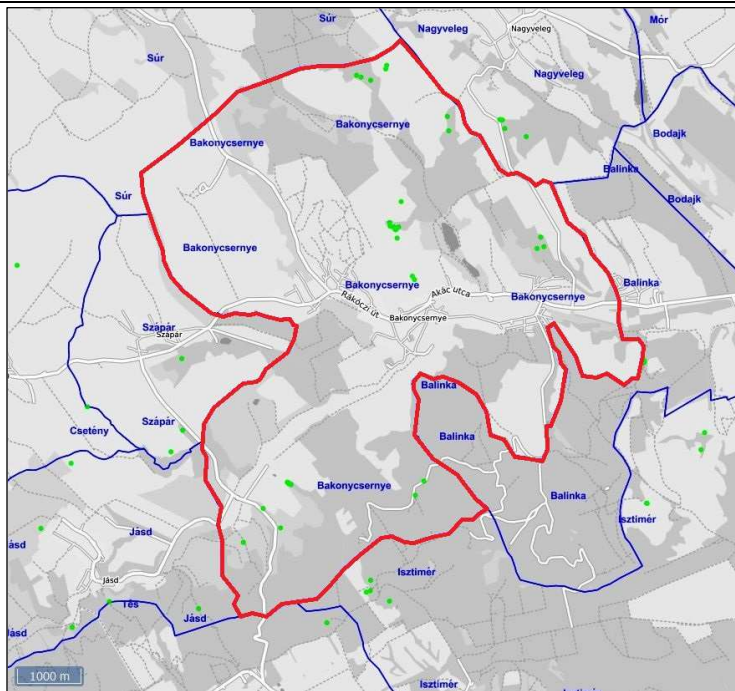 Súr
Nagyveleg
Mór
Nagyveleg
Súr
Nagyveleg
Bakonycsernye
Bodajk
Bakonycsernye
Balinka
Súr
Bodajk
Bakonycsernye
Bakonycsernye
Balinka
Akác utca
Bakonycsernye
Rákóczi út
Bakonycsernye
Szápár
Szápár
Balinka
Szápár
Csetény
Balinka
Bakonycsernye
Balinka
Isztimér
Jásd
Jásd
Isztimér
Jásd
Tés
Jásd
Jásd
1000 m
Isztimér